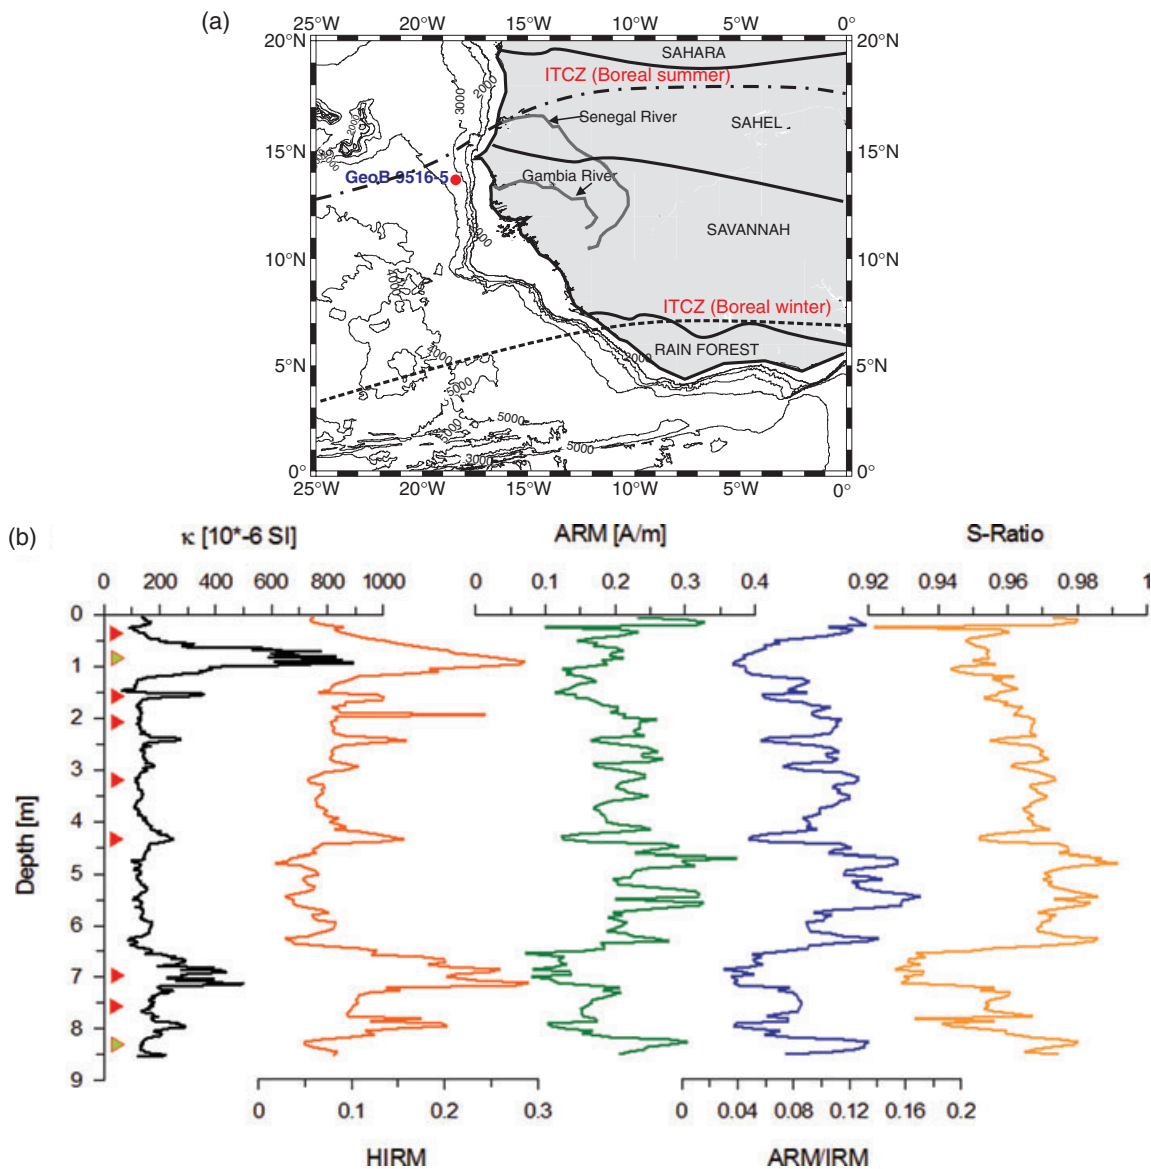 (a)
25°W 20°W 15°W 10°W 5°W 0°
20°N
15°N
10°N
5°N
0°
SAHARA
ITCZ (Boreal summer)
Senegal River
SAHEL
GeoB 9516-5
Gambia River
SAVANNAH
ITCZ (Boreal winter)
RAIN FOREST
2000
3000
4000
5000
5000
5000
3000
25°W 20°W 15°W 10°W 5°W 0°
20°N
15°N
10°N
5°N
0°
(b)
κ [10*-6 SI] ARM [A/m] S-Ratio
0 200 400 600 800 1000 0 0.1 0.2 0.3 0.4 0.92 0.94 0.96 0.98 1
0
1
2
3
4
5
6
7
8
9
Depth [m]
0 0.1 0.2 0.3 0 0.04 0.08 0.12 0.16 0.2
HIRM ARM/IRM